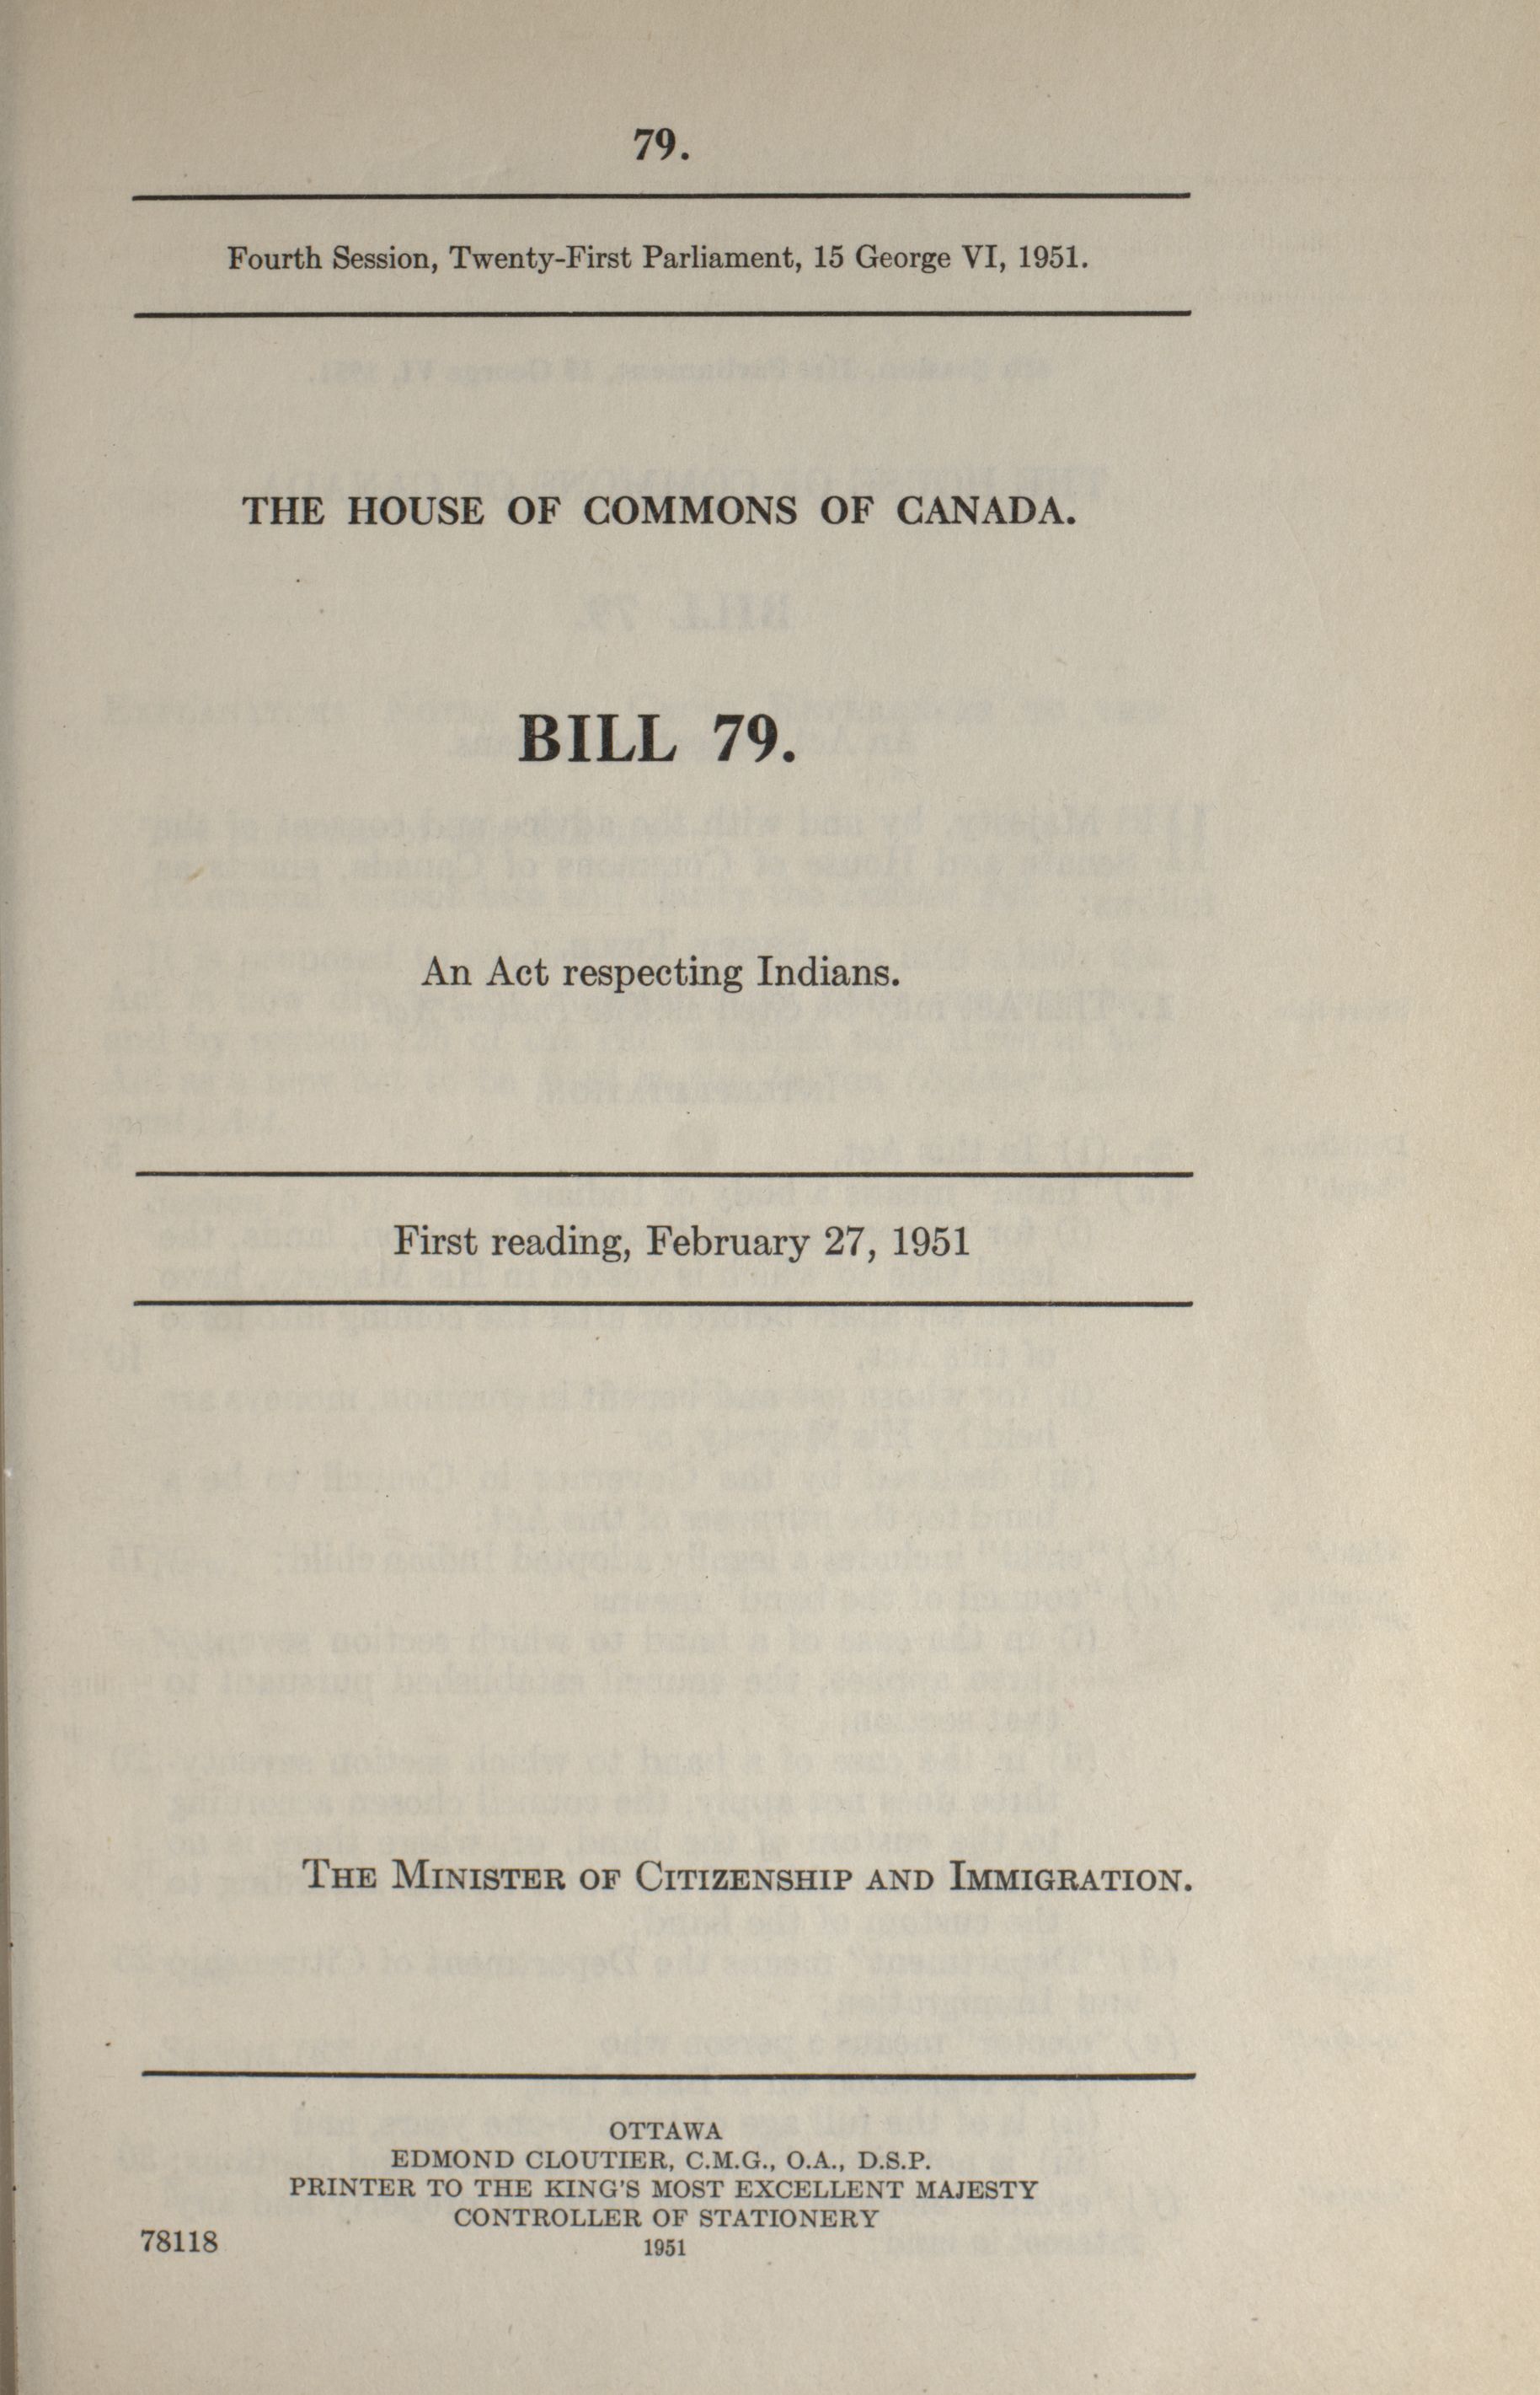 79.
Fourth Session, Twenty-First Parliament, 15 George VI, 1951.
THE HOUSE OF COMMONS OF CANADA.
BILL 79.
An Act respecting Indians.
First reading, February 27, 1951
THE MINISTER OF CITIZENSHIP AND IMMIGRATION.
OTTAWA
EDMOND CLOUTIER, C.M.G., O.A., D.S.P.
PRINTER TO THE KING'S MOST EXCELLENT MAJESTY
CONTROLLER OF STATIONERY
78118
1951